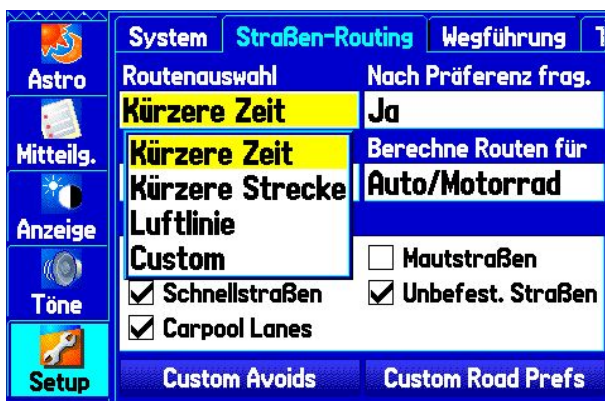 System Straßen-Routing Wegführung
Astro
Routenauswahl Nach Präferenz frag.
Kürzere Zeit Ja
Mitteilg.
Kürzere Zeit Berechne Routen für
Kürzere Strecke Auto/Motorrad
Anzeige
Luftlinie
Custom Mautstraßen
Töne
Schnellstraßen Unbefest. Straßen
Carpool Lanes
Setup
Custom Avoids Custom Road Prefs